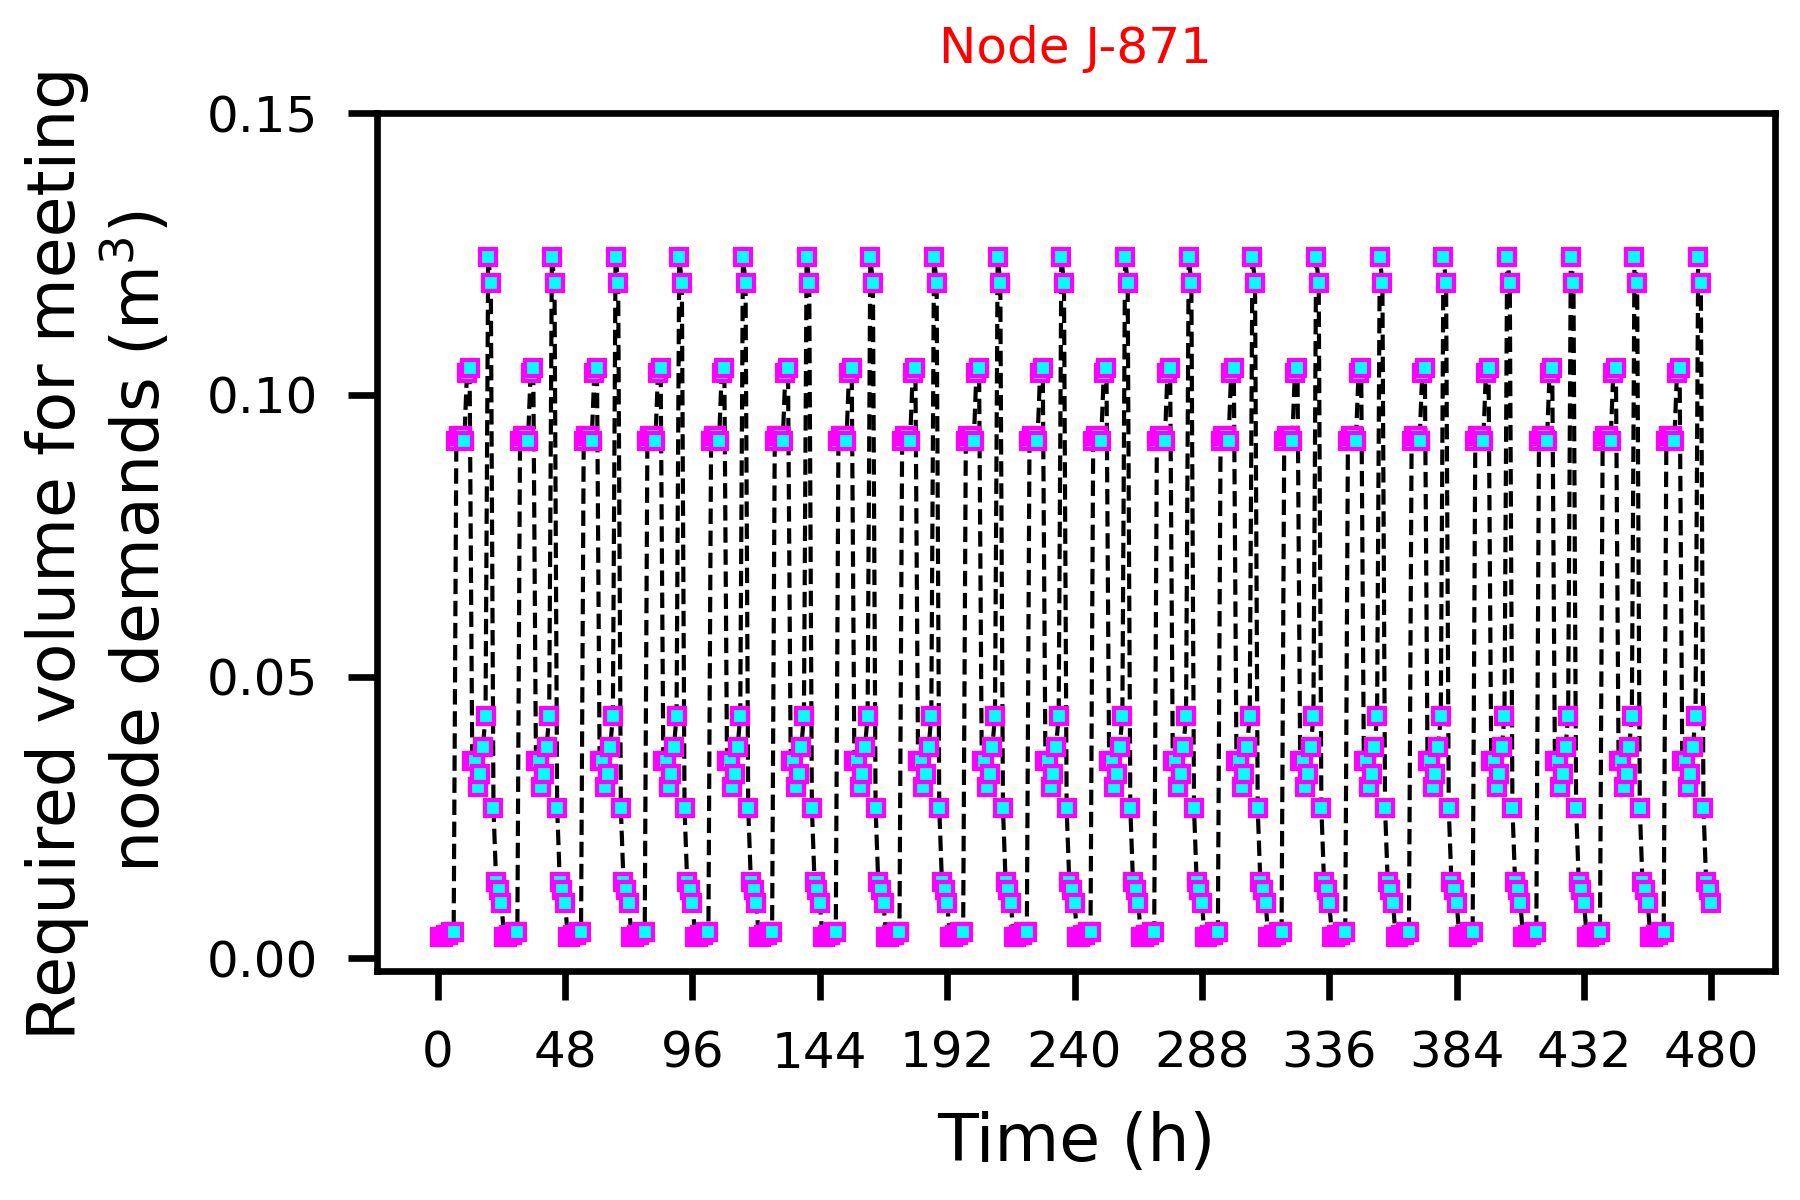 Node J-871
Required volume for meeting
node demands (m³)
0.15
0.10
0.05
0.00
0 48 96 144 192 240 288 336 384 432 480
Time (h)